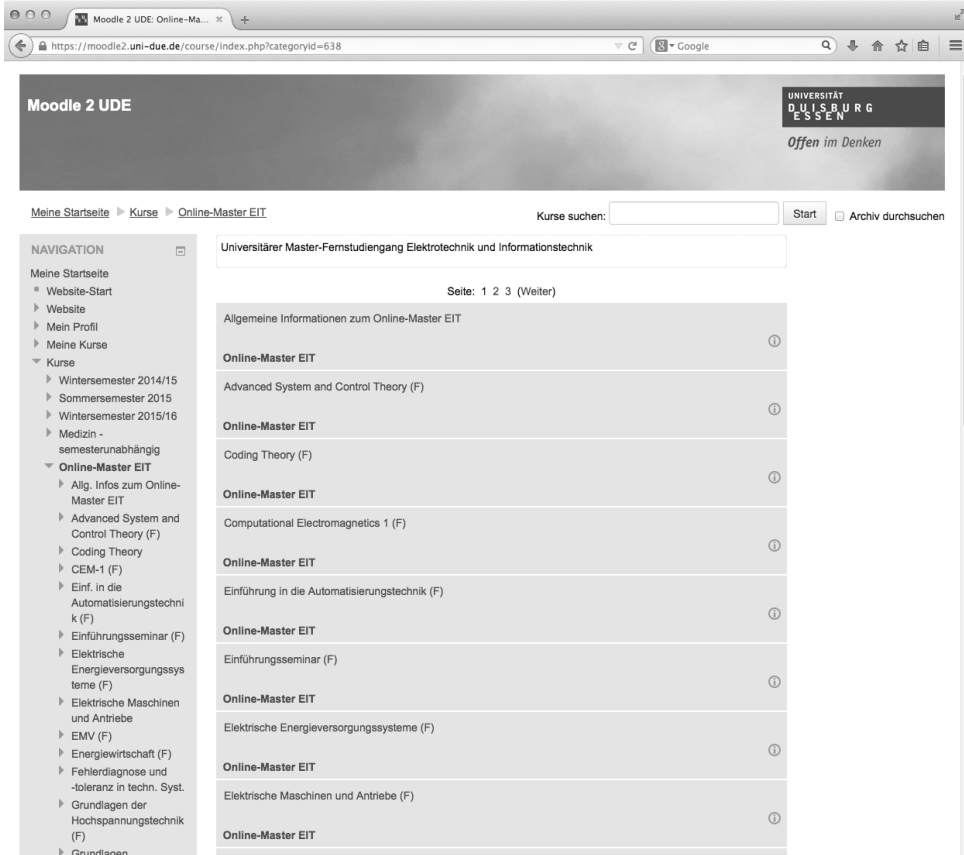 Moodle 2 UDE: Online-Ma...
https://moodle2.uni-due.de/course/index.php?categoryid=638
Google
Moodle 2 UDE
UNIVERSITÄT
DUISBURG
ESSEN
Offen im Denken
Meine Startseite Kurse Online-Master EIT
Kurse suchen: Start Archiv durchsuchen
NAVIGATION
Meine Startseite
Website-Start
Website
Mein Profil
Meine Kurse
Kurse
Wintersemester 2014/15
Sommersemester 2015
Wintersemester 2015/16
Medizin -
semesterunabhängig
Online-Master EIT
Allg. Infos zum Online-
Master EIT
Advanced System and
Control Theory (F)
Coding Theory
CEM-1 (F)
Einf. in die
Automatisierungstechni
k (F)
Einführungsseminar (F)
Elektrische
Energieversorgungssys
teme (F)
Elektrische Maschinen
und Antriebe
EMV (F)
Energiewirtschaft (F)
Fehlerdiagnose und
-toleranz in techn. Syst.
Grundlagen der
Hochspannungstechnik
(F)
Grundlagen
Universitärer Master-Fernstudiengang Elektrotechnik und Informationstechnik
Seite: 1 2 3 (Weiter)
Allgemeine Informationen zum Online-Master EIT
Online-Master EIT
Advanced System and Control Theory (F)
Online-Master EIT
Coding Theory (F)
Online-Master EIT
Computational Electromagnetics 1 (F)
Online-Master EIT
Einführung in die Automatisierungstechnik (F)
Online-Master EIT
Einführungsseminar (F)
Online-Master EIT
Elektrische Energieversorgungssysteme (F)
Online-Master EIT
Elektrische Maschinen und Antriebe (F)
Online-Master EIT